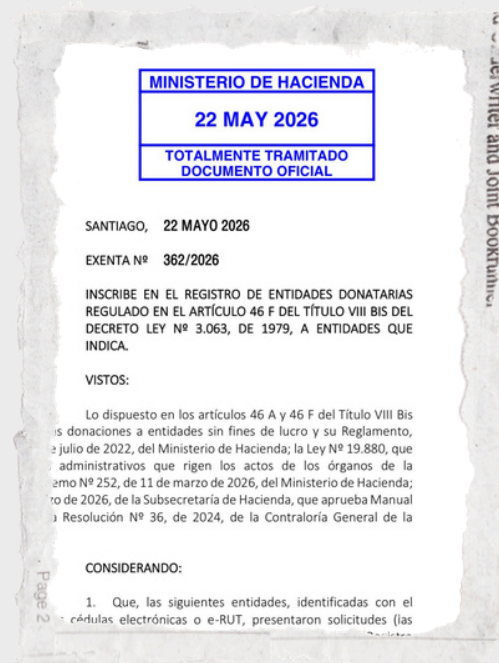 MINISTERIO DE HACIENDA
22 MAY 2026
TOTALMENTE TRAMITADO
DOCUMENTO OFICIAL
SANTIAGO, 22 MAYO 2026
EXENTA Nº 362/2026
INSCRIBE EN EL REGISTRO DE ENTIDADES DONATARIAS
REGULADO EN EL ARTÍCULO 46 F DEL TÍTULO VIII BIS DEL
DECRETO LEY Nº 3.063, DE 1979, A ENTIDADES QUE
INDICA.
VISTOS:
Lo dispuesto en los artículos 46 A y 46 F del Título VIII Bis
donaciones a entidades sin fines de lucro y su Reglamento,
julio de 2022, del Ministerio de Hacienda; la Ley Nº 19.880, que
administrativos que rigen los actos de los órganos de la
Nº 252, de 11 de marzo de 2026, del Ministerio de Hacienda;
de 2026, de la Subsecretaría de Hacienda, que aprueba Manual
Resolución Nº 36, de 2024, de la Contraloría General de la
CONSIDERANDO:
1. Que, las siguientes entidades, identificadas con el
cédulas electrónicas o e-RUT, presentaron solicitudes (las
and Joint Bookrunner
Page 2